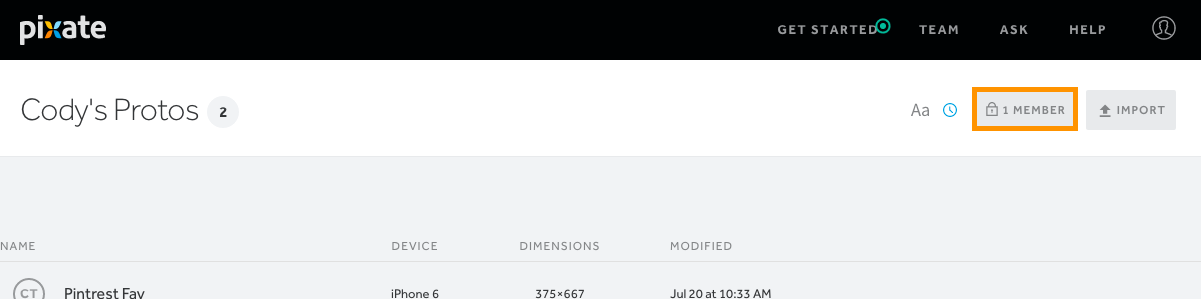 pixate
GET STARTED TEAM ASK HELP
Cody's Protos 2
Aa 1 MEMBER IMPORT
NAME DEVICE DIMENSIONS MODIFIED
CT Pintrest Fav iPhone 6 375×667 Jul 20 at 10:33 AM